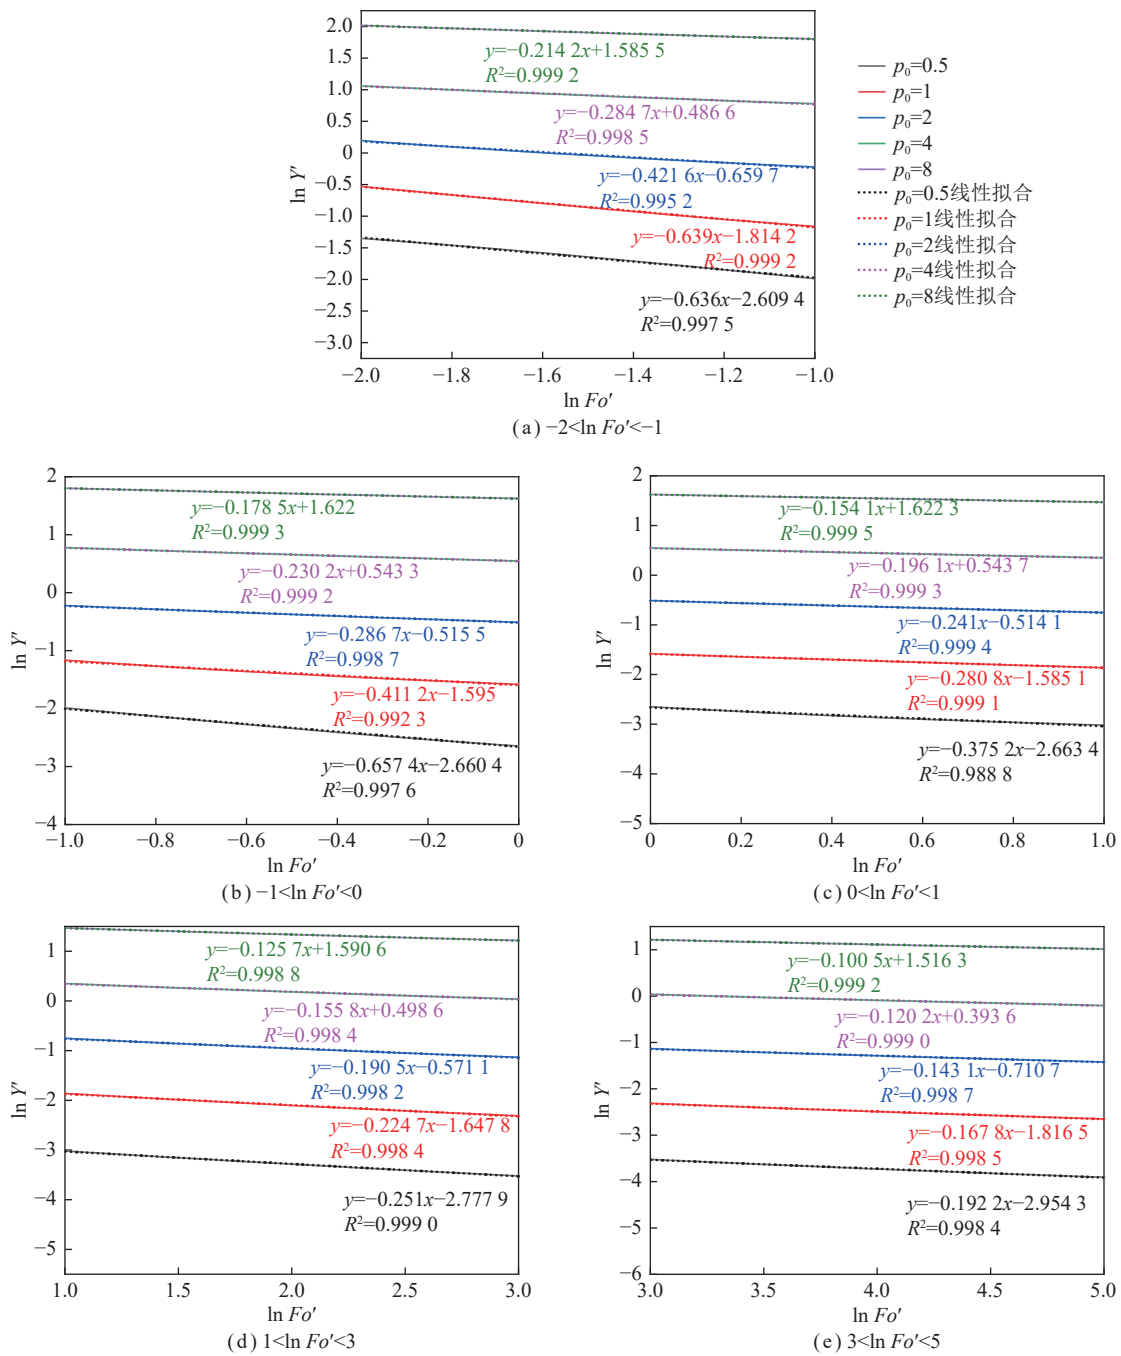 2.0
1.5
1.0
0.5
0
−0.5
−1.0
−1.5
−2.0
−2.5
−3.0
ln Y′
y=−0.214 2x+1.585 5
R²=0.999 2
y=−0.284 7x+0.486 6
R²=0.998 5
y=−0.421 6x−0.659 7
R²=0.995 2
y=−0.639x−1.814 2
R²=0.999 2
y=−0.636x−2.609 4
R²=0.997 5
−2.0 −1.8 −1.6 −1.4 −1.2 −1.0
ln Fo′
(a) −2<ln Fo′<−1
p₀=0.5
p₀=1
p₀=2
p₀=4
p₀=8
p₀=0.5线性拟合
p₀=1线性拟合
p₀=2线性拟合
p₀=4线性拟合
p₀=8线性拟合
2
1
0
−1
−2
−3
−4
ln Y′
y=−0.178 5x+1.622
R²=0.999 3
y=−0.230 2x+0.543 3
R²=0.999 2
y=−0.286 7x−0.515 5
R²=0.998 7
y=−0.411 2x−1.595
R²=0.992 3
y=−0.657 4x−2.660 4
R²=0.997 6
−1.0 −0.8 −0.6 −0.4 −0.2 0
ln Fo′
(b) −1<ln Fo′<0
2
1
0
−1
−2
−3
−4
−5
ln Y′
y=−0.154 1x+1.622 3
R²=0.999 5
y=−0.196 1x+0.543 7
R²=0.999 3
y=−0.241x−0.514 1
R²=0.999 4
y=−0.280 8x−1.585 1
R²=0.999 1
y=−0.375 2x−2.663 4
R²=0.988 8
0 0.2 0.4 0.6 0.8 1.0
ln Fo′
(c) 0<ln Fo′<1
1
0
−1
−2
−3
−4
−5
ln Y′
y=−0.125 7x+1.590 6
R²=0.998 8
y=−0.155 8x+0.498 6
R²=0.998 4
y=−0.190 5x−0.571 1
R²=0.998 2
y=−0.224 7x−1.647 8
R²=0.998 4
y=−0.251x−2.777 9
R²=0.999 0
1.0 1.5 2.0 2.5 3.0
ln Fo′
(d) 1<ln Fo′<3
1
0
−1
−2
−3
−4
−5
−6
ln Y′
y=−0.100 5x+1.516 3
R²=0.999 2
y=−0.120 2x+0.393 6
R²=0.999 0
y=−0.143 1x−0.710 7
R²=0.998 7
y=−0.167 8x−1.816 5
R²=0.998 5
y=−0.192 2x−2.954 3
R²=0.998 4
3.0 3.5 4.0 4.5 5.0
ln Fo′
(e) 3<ln Fo′<5